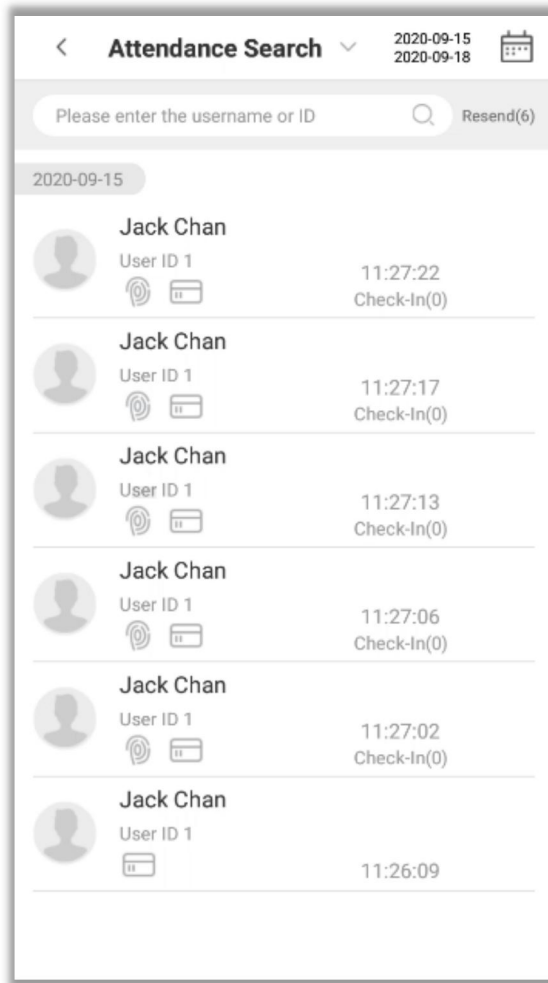 Attendance Search
2020-09-15
2020-09-18
Please enter the username or ID
Resend(6)
2020-09-15
Jack Chan
User ID 1
11:27:22
Check-In(0)
Jack Chan
User ID 1
11:27:17
Check-In(0)
Jack Chan
User ID 1
11:27:13
Check-In(0)
Jack Chan
User ID 1
11:27:06
Check-In(0)
Jack Chan
User ID 1
11:27:02
Check-In(0)
Jack Chan
User ID 1
11:26:09